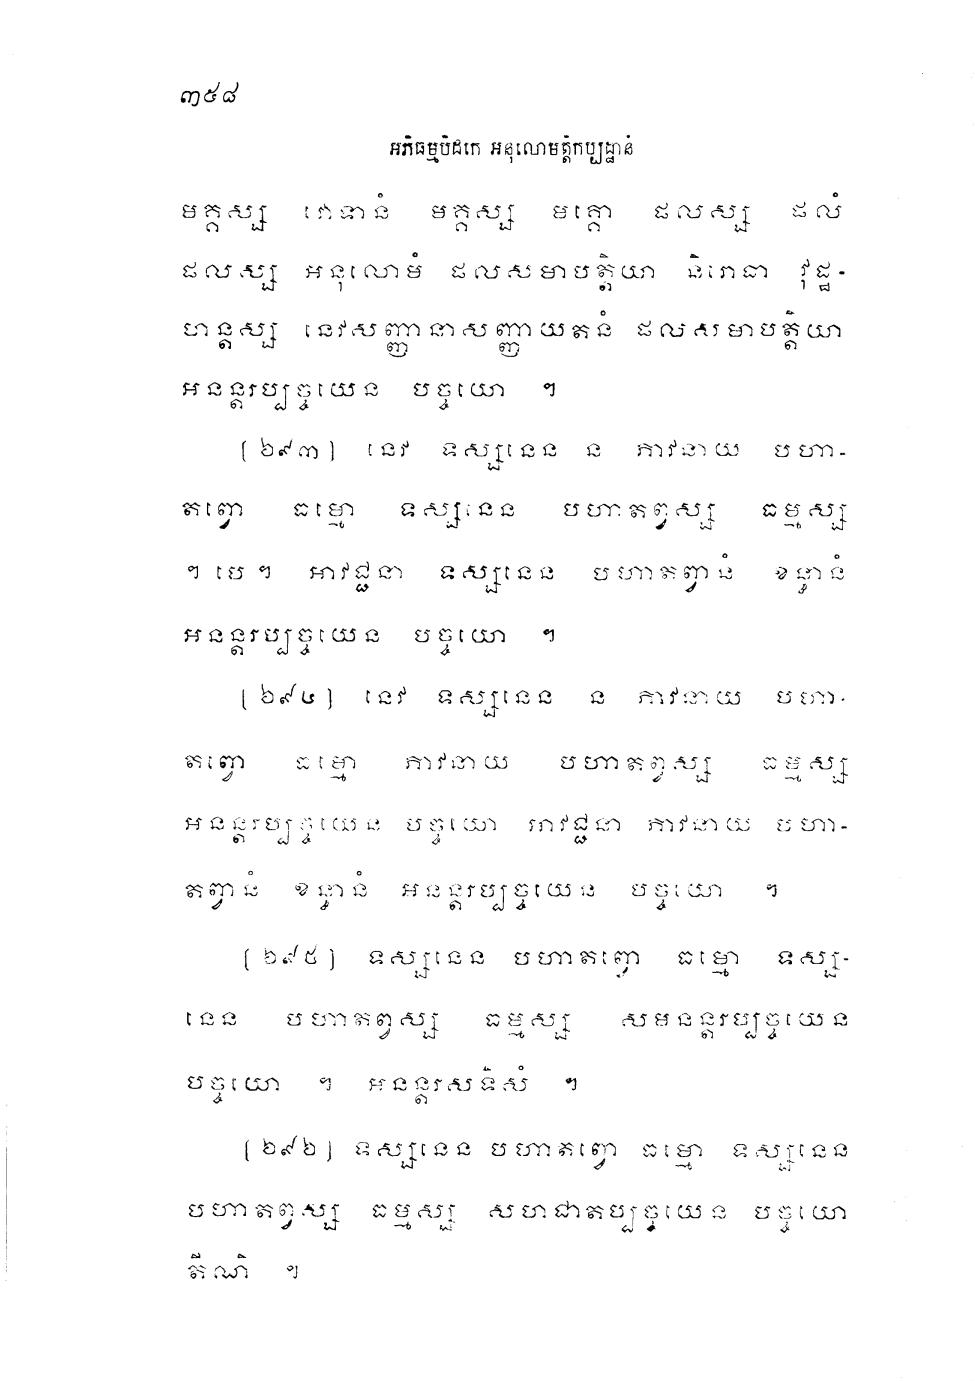 ៣៥៨
អភិធម្មបិដកេ អនុលោមត្តិកប្បដ្ឋានំ
មគ្គស្ស វោទានំ មគ្គស្ស មគ្គោ ផលស្ស ផលំ
ផលស្ស អនុលោមំ ផលសមាបត្តិយា និរោធា វុដ្ឋ-
ហន្តស្ស នេវសញ្ញានាសញ្ញាយតនំ ផលសមាបត្តិយា
អនន្តរប្បច្ចយេន បច្ចយោ ។
[២៩៣] នេវ ទស្សនេន ន ភាវនាយ បហា-
តព្វោ ធម្មោ ទស្សនេន បហាតព្វស្ស ធម្មស្ស
។ បេ ។ អាវជ្ជនា ទស្សនេន បហាតព្វានំ ខន្ធានំ
អនន្តរប្បច្ចយេន បច្ចយោ ។
[២៩៤] នេវ ទស្សនេន ន ភាវនាយ បហា-
តព្វោ ធម្មោ ភាវនាយ បហាតព្វស្ស ធម្មស្ស
អនន្តរប្បច្ចយេន បច្ចយោ អាវជ្ជនា ភាវនាយ បហា-
តព្វានំ ខន្ធានំ អនន្តរប្បច្ចយេន បច្ចយោ ។
[២៩៥] ទស្សនេន បហាតព្វោ ធម្មោ ទស្ស-
នេន បហាតព្វស្ស ធម្មស្ស សមនន្តរប្បច្ចយេន
បច្ចយោ ។ អនន្តរសទិសំ ។
[២៩៦] ទស្សនេន បហាតព្វោ ធម្មោ ទស្សនេន
បហាតព្វស្ស ធម្មស្ស សហជាតប្បច្ចយេន បច្ចយោ
តីណិ ។